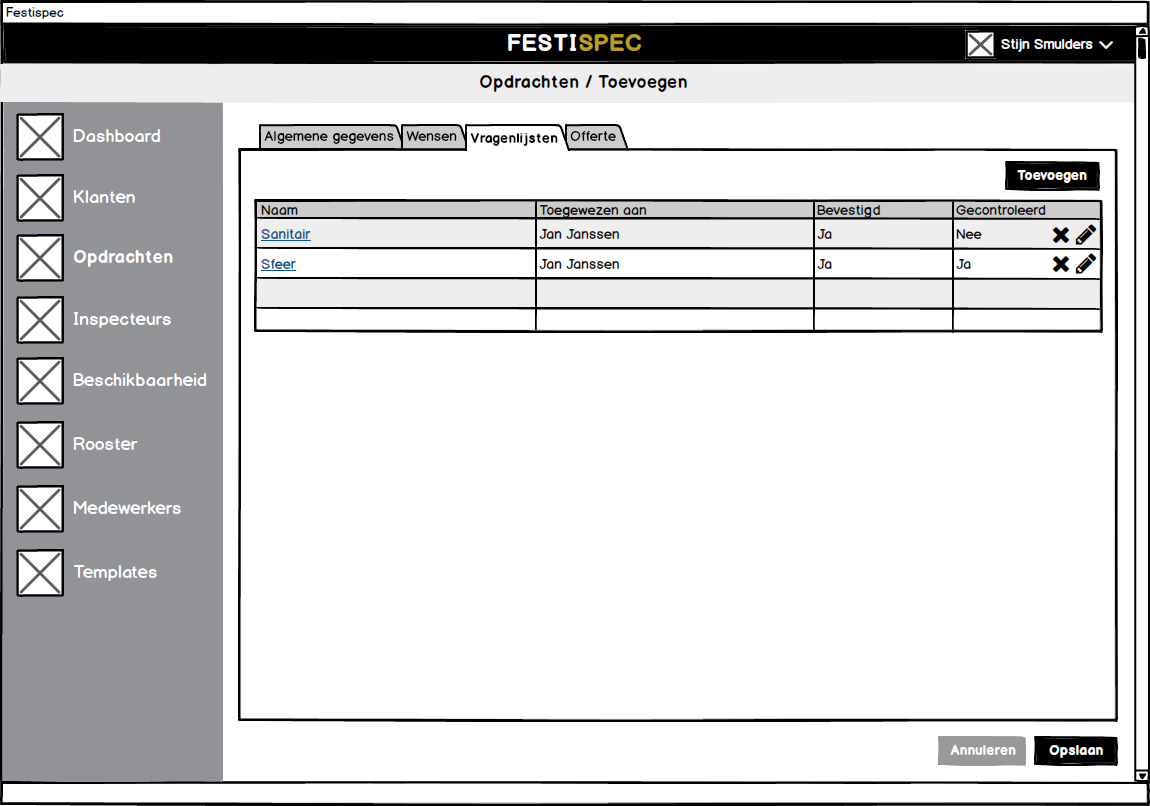 Festispec
FESTISPEC
Stijn Smulders
Opdrachten / Toevoegen
Dashboard
Klanten
Opdrachten
Inspecteurs
Beschikbaarheid
Rooster
Medewerkers
Templates
Algemene gegevens Wensen Vragenlijsten Offerte
Toevoegen
Naam Toegewezen aan Bevestigd Gecontroleerd
Sanitair Jan Janssen Ja Nee
Sfeer Jan Janssen Ja Ja
Annuleren Opslaan